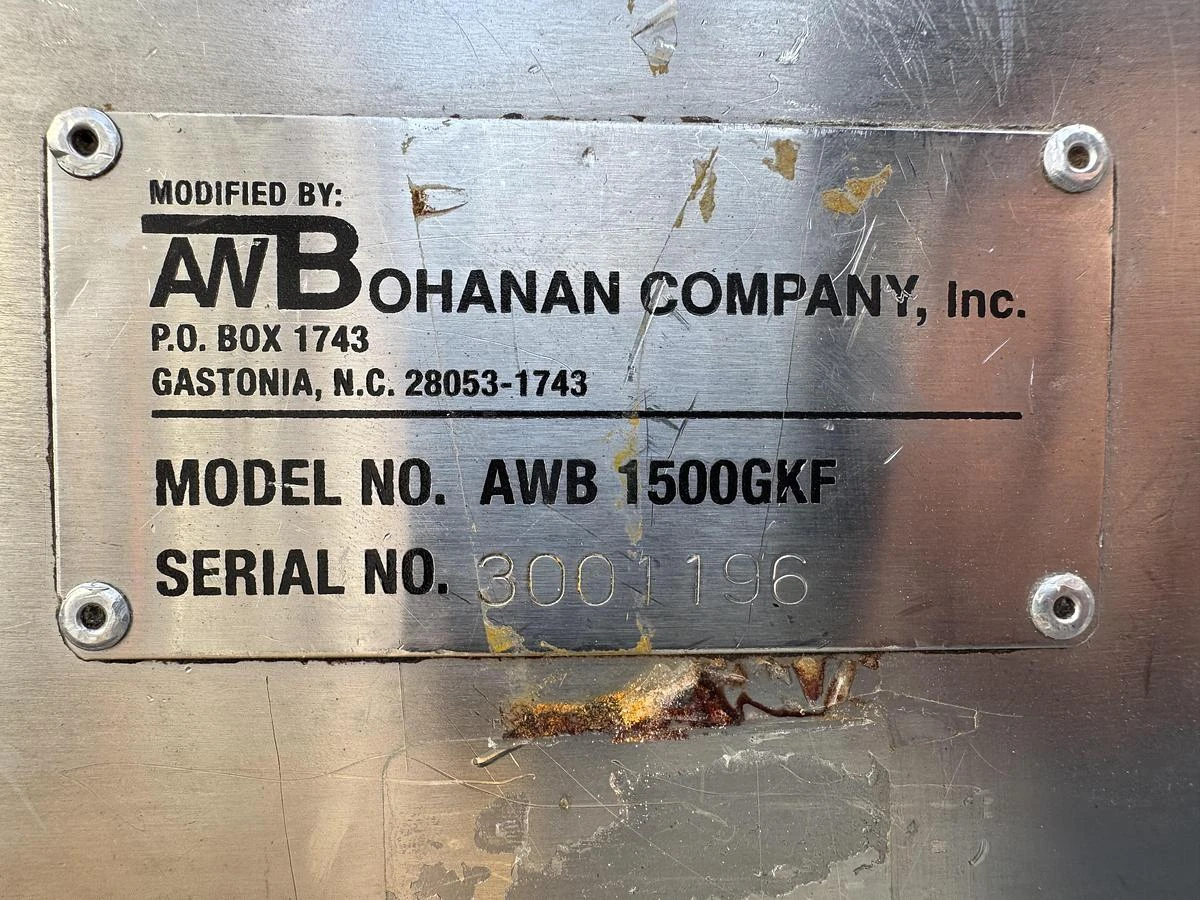 MODIFIED BY:
AWBOHANAN COMPANY, Inc.
P.O. BOX 1743
GASTONIA, N.C. 28053-1743
MODEL NO. AWB 1500GKF
SERIAL NO. 3001196